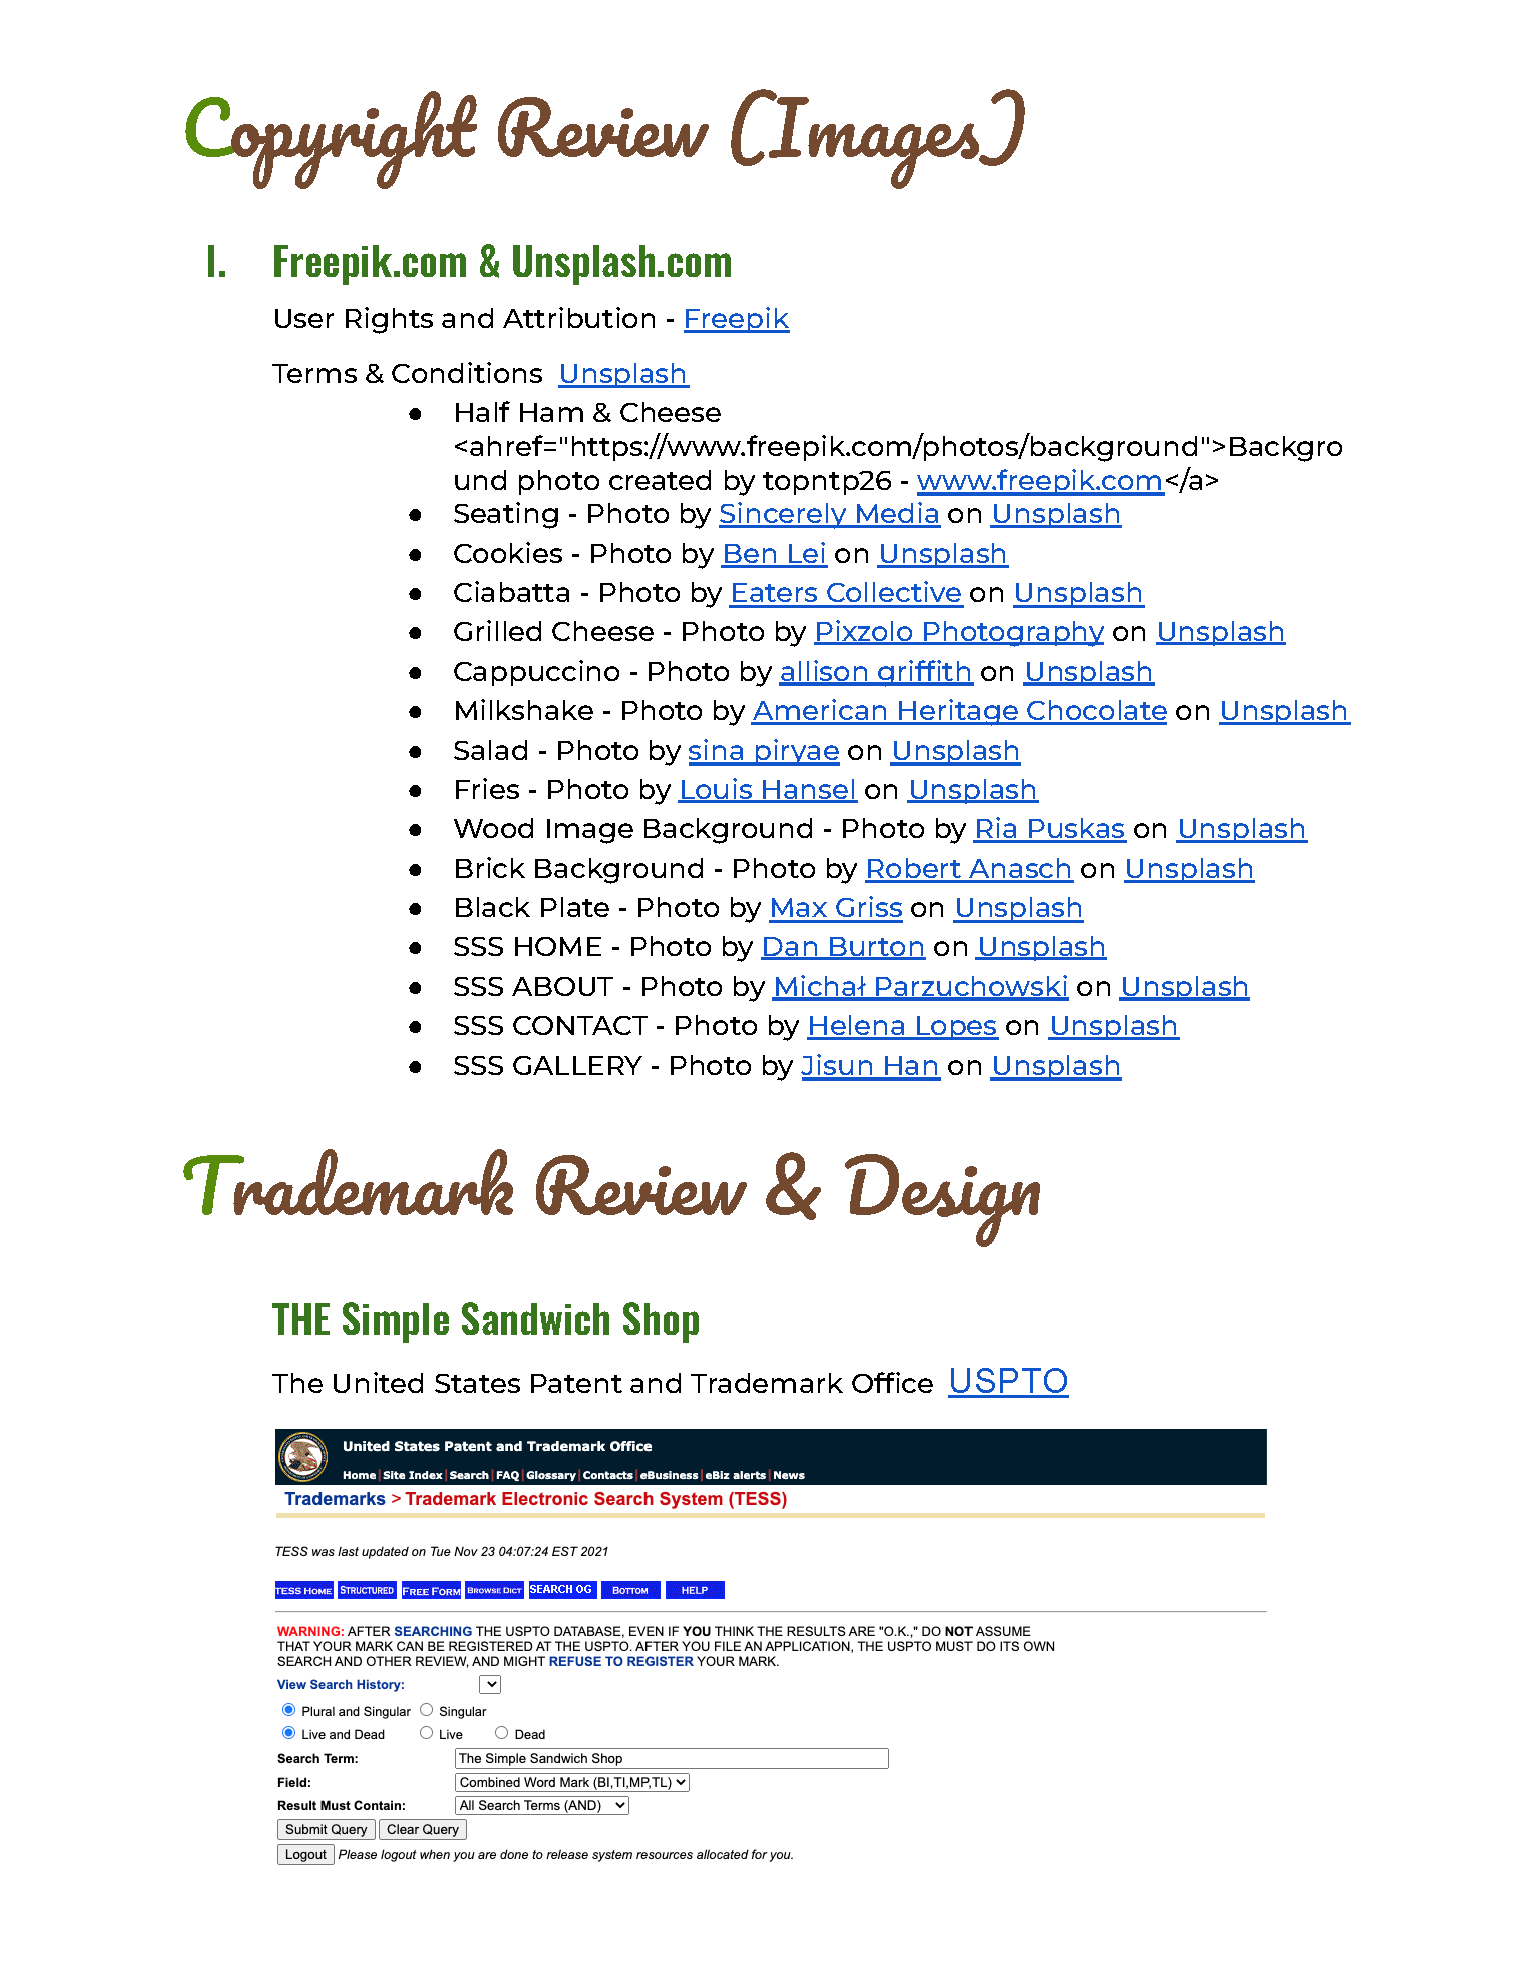 Copyright Review (Images)
I. Freepik.com & Unsplash.com
User Rights and Attribution - Freepik
Terms & Conditions Unsplash
● Half Ham & Cheese
<ahref="https://www.freepik.com/photos/background">Backgro
und photo created by topntp26 - www.freepik.com</a>
● Seating - Photo by Sincerely Media on Unsplash
● Cookies - Photo by Ben Lei on Unsplash
● Ciabatta - Photo by Eaters Collective on Unsplash
● Grilled Cheese - Photo by Pixzolo Photography on Unsplash
● Cappuccino - Photo by allison griffith on Unsplash
● Milkshake - Photo by American Heritage Chocolate on Unsplash
● Salad - Photo by sina piryae on Unsplash
● Fries - Photo by Louis Hansel on Unsplash
● Wood Image Background - Photo by Ria Puskas on Unsplash
● Brick Background - Photo by Robert Anasch on Unsplash
● Black Plate - Photo by Max Griss on Unsplash
● SSS HOME - Photo by Dan Burton on Unsplash
● SSS ABOUT - Photo by Michał Parzuchowski on Unsplash
● SSS CONTACT - Photo by Helena Lopes on Unsplash
● SSS GALLERY - Photo by Jisun Han on Unsplash
Trademark Review & Design
THE Simple Sandwich Shop
The United States Patent and Trademark Office USPTO
United States Patent and Trademark Office
Home|Site Index|Search|FAQ|Glossary|Contacts|eBusiness|eBiz alerts|News
Trademarks > Trademark Electronic Search System (TESS)
TESS was last updated on Tue Nov 23 04:07:24 EST 2021
TESS HOME STRUCTURED FREE FORM BROWSE DICT SEARCH OG BOTTOM HELP
WARNING: AFTER SEARCHING THE USPTO DATABASE, EVEN IF YOU THINK THE RESULTS ARE "O.K.," DO NOT ASSUME
THAT YOUR MARK CAN BE REGISTERED AT THE USPTO. AFTER YOU FILE AN APPLICATION, THE USPTO MUST DO ITS OWN
SEARCH AND OTHER REVIEW, AND MIGHT REFUSE TO REGISTER YOUR MARK.
View Search History:
Plural and Singular Singular
Live and Dead Live Dead
Search Term: The Simple Sandwich Shop
Field: Combined Word Mark (BI,TI,MP,TL)
Result Must Contain: All Search Terms (AND)
Submit Query Clear Query
Logout Please logout when you are done to release system resources allocated for you.